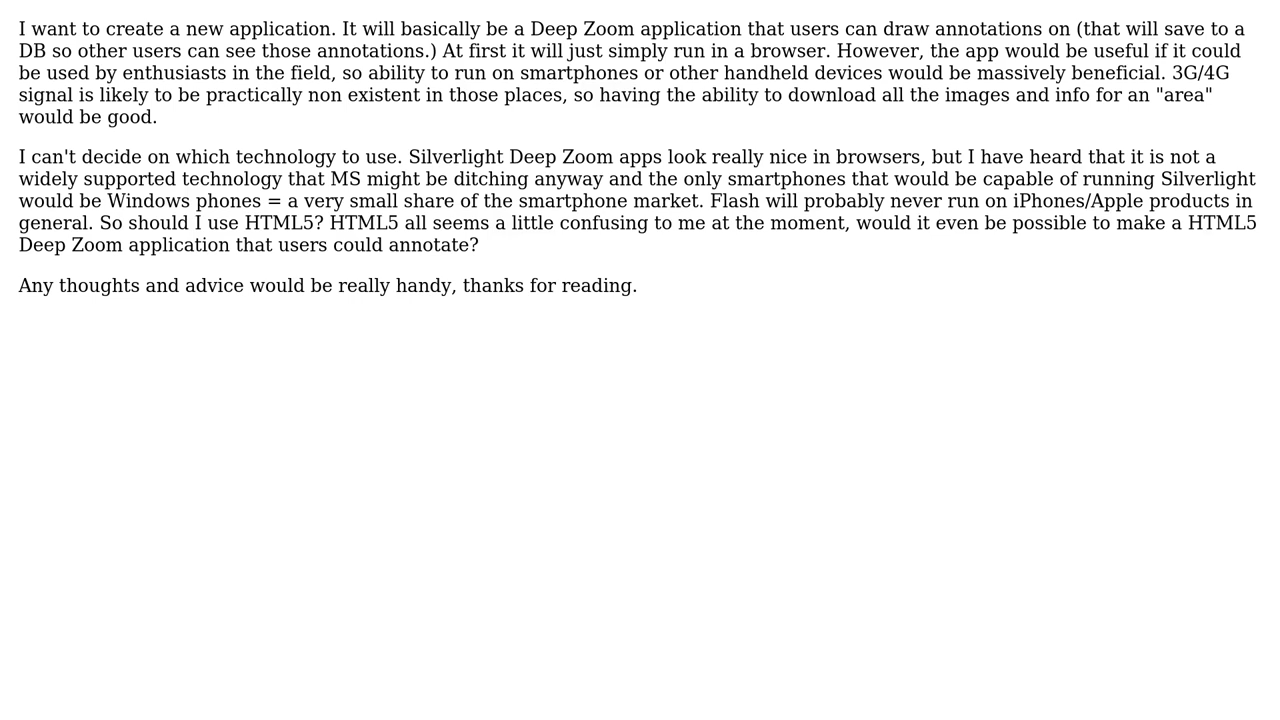 I want to create a new application. It will basically be a Deep Zoom application that users can draw annotations on (that will save to a
DB so other users can see those annotations.) At first it will just simply run in a browser. However, the app would be useful if it could
be used by enthusiasts in the field, so ability to run on smartphones or other handheld devices would be massively beneficial. 3G/4G
signal is likely to be practically non existent in those places, so having the ability to download all the images and info for an "area"
would be good.
I can't decide on which technology to use. Silverlight Deep Zoom apps look really nice in browsers, but I have heard that it is not a
widely supported technology that MS might be ditching anyway and the only smartphones that would be capable of running Silverlight
would be Windows phones = a very small share of the smartphone market. Flash will probably never run on iPhones/Apple products in
general. So should I use HTML5? HTML5 all seems a little confusing to me at the moment, would it even be possible to make a HTML5
Deep Zoom application that users could annotate?
Any thoughts and advice would be really handy, thanks for reading.